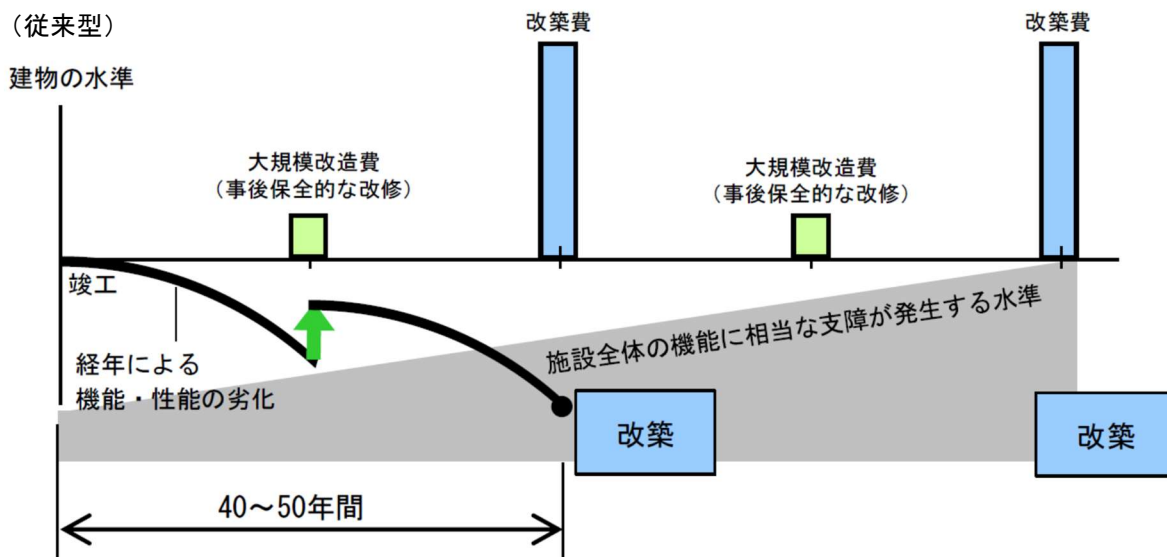 （従来型）
改築費
改築費
建物の水準
大規模改造費
（事後保全的な改修）
大規模改造費
（事後保全的な改修）
竣工
施設全体の機能に相当な支障が発生する水準
経年による
機能・性能の劣化
改築
改築
40～50年間